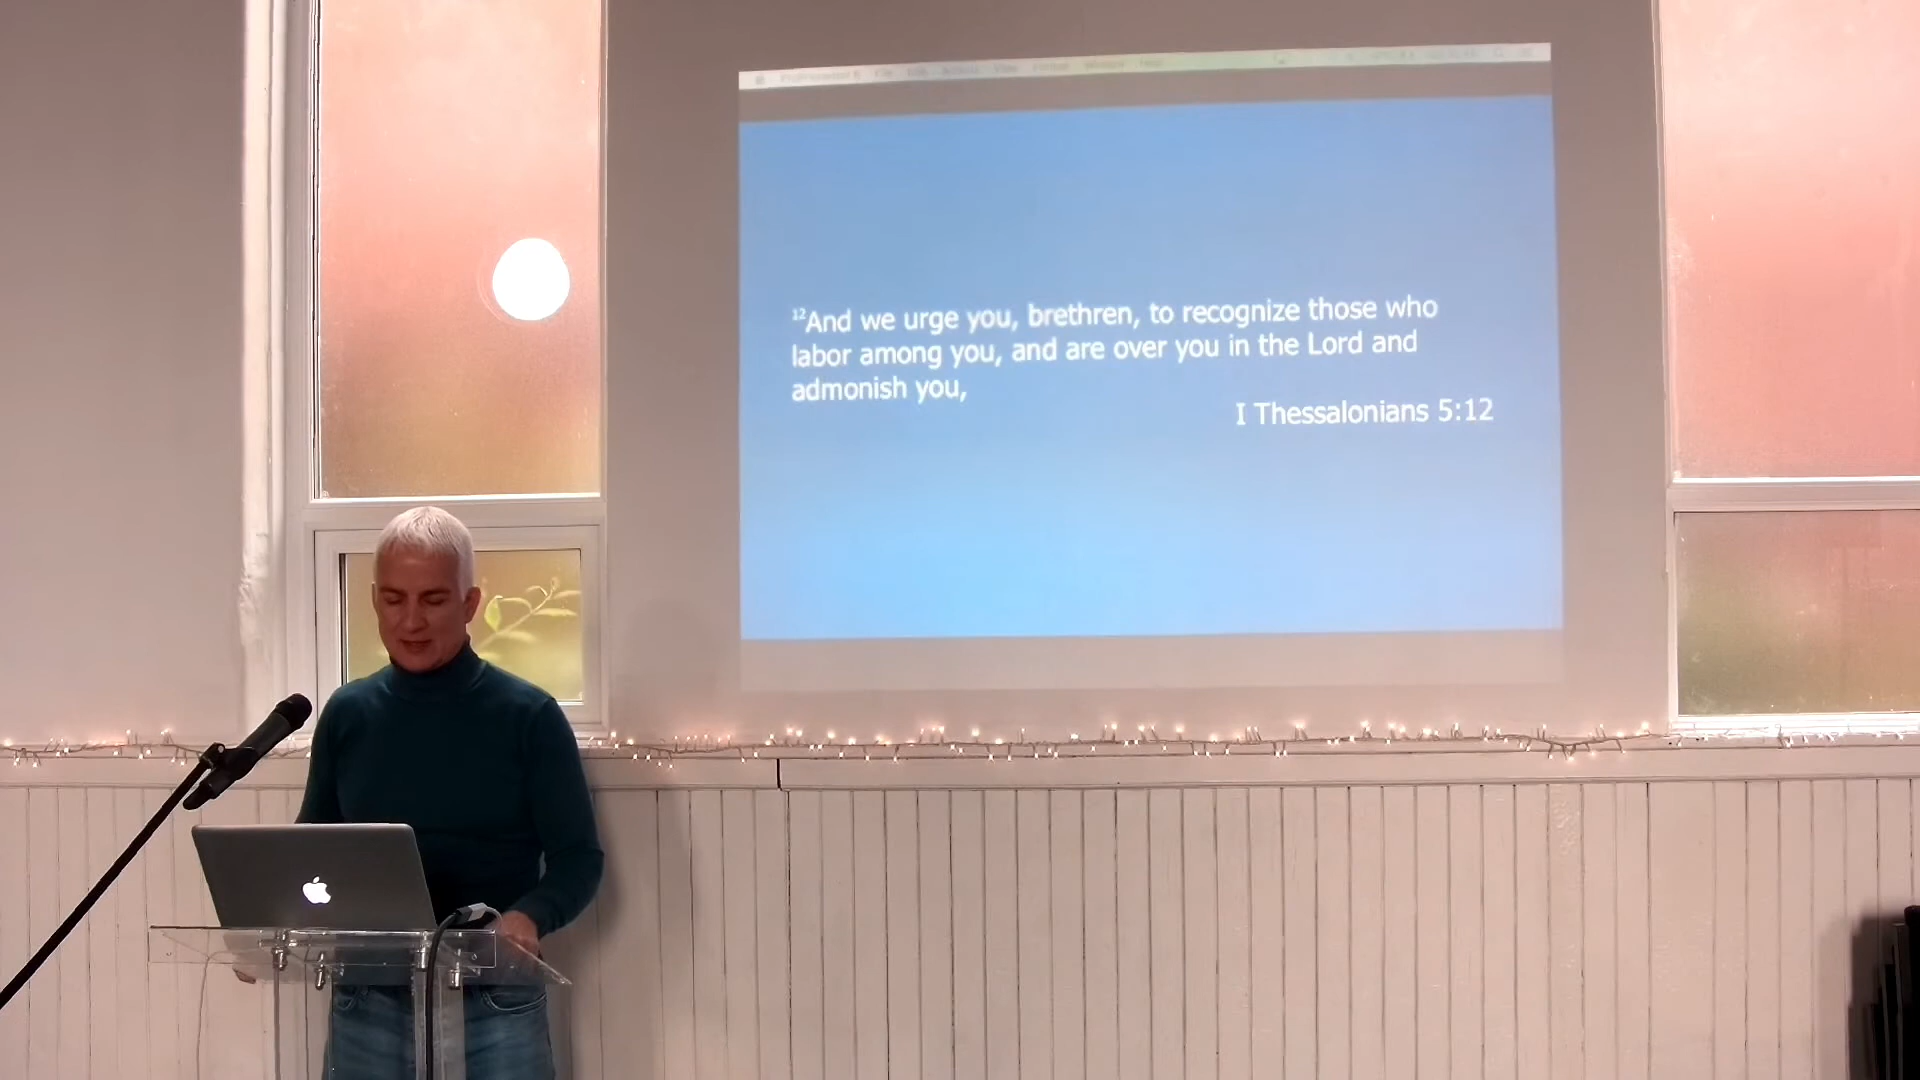 ¹²And we urge you, brethren, to recognize those who
labor among you, and are over you in the Lord and
admonish you,
I Thessalonians 5:12